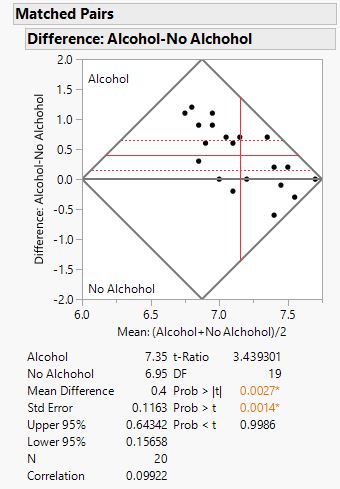 Matched Pairs
Difference: Alcohol-No Alchohol
2.0
Alcohol
1.5
1.0
0.5
0.0
-0.5
-1.0
-1.5
No Alchohol
-2.0
Difference: Alcohol-No Alchohol
6.0 6.5 7.0 7.5
Mean: (Alcohol+No Alcohol)/2
Alcohol 7.35 t-Ratio 3.439301
No Alchohol 6.95 DF 19
Mean Difference 0.4 Prob > |t| 0.0027*
Std Error 0.1163 Prob > t 0.0014*
Upper 95% 0.64342 Prob < t 0.9986
Lower 95% 0.15658
N 20
Correlation 0.09922